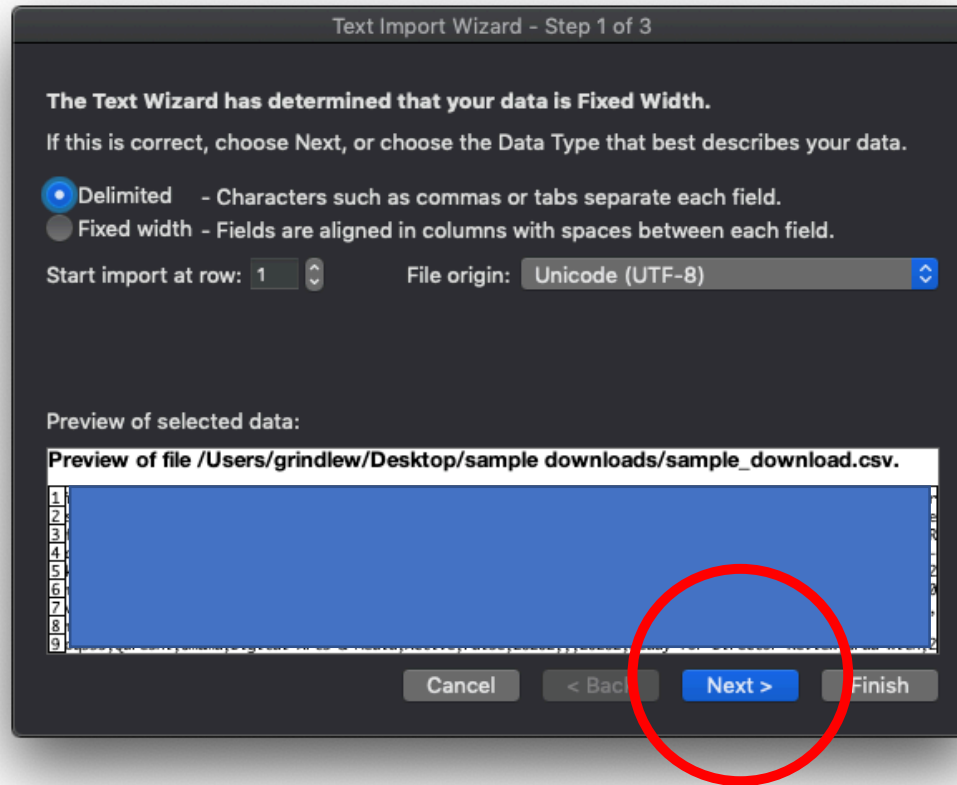 Text Import Wizard - Step 1 of 3
The Text Wizard has determined that your data is Fixed Width.
If this is correct, choose Next, or choose the Data Type that best describes your data.
Delimited - Characters such as commas or tabs separate each field.
Fixed width - Fields are aligned in columns with spaces between each field.
Start import at row: 1 File origin: Unicode (UTF-8)
Preview of selected data:
Preview of file /Users/grindlew/Desktop/sample downloads/sample_download.csv.
1
2
3
4
5
6
7
8
9
Cancel < Back Next > Finish